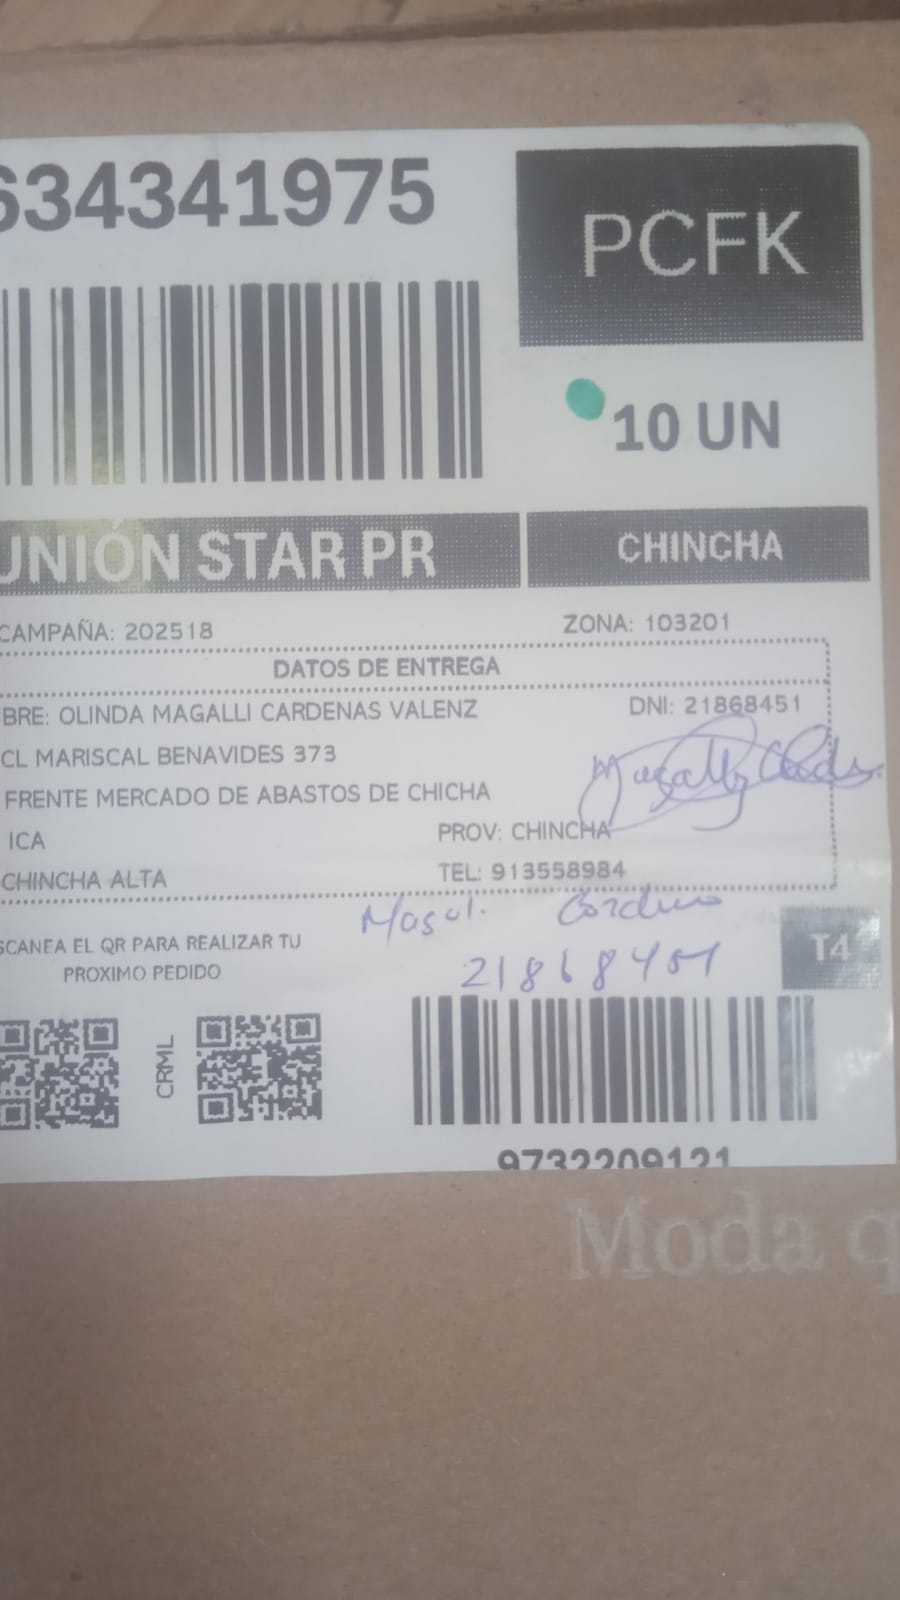 634341975
PCFK
10 UN
UNIÓN STAR PR
CHINCHA
CAMPAÑA: 202518
ZONA: 103201
DATOS DE ENTREGA
BRE: OLINDA MAGALLI CARDENAS VALENZ
DNI: 21868451
CL MARISCAL BENAVIDES 373
FRENTE MERCADO DE ABASTOS DE CHICHA
ICA
PROV: CHINCHA
CHINCHA ALTA
TEL: 913558984
SCANEA EL QR PARA REALIZAR TU
PROXIMO PEDIDO
21868451
T4
CRML
9732209121
Moda q